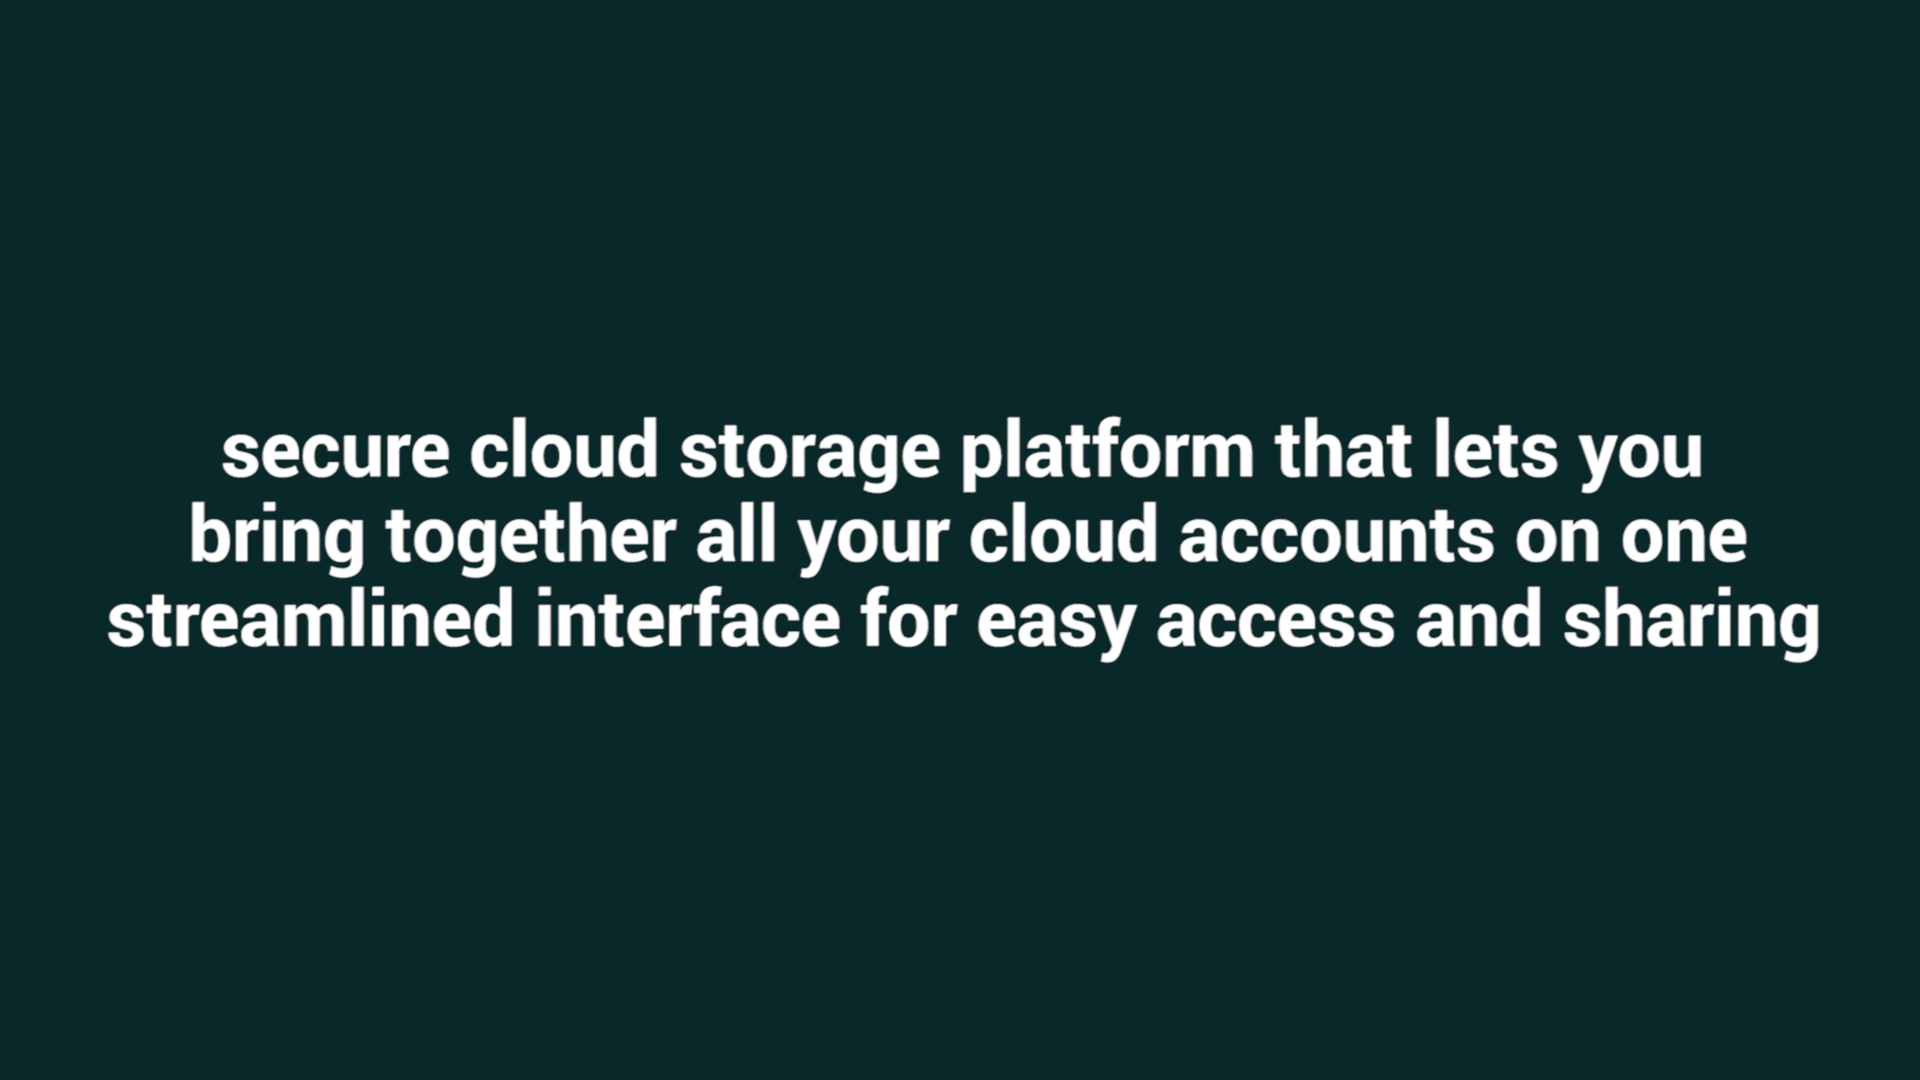 secure cloud storage platform that lets you
bring together all your cloud accounts on one
streamlined interface for easy access and sharing